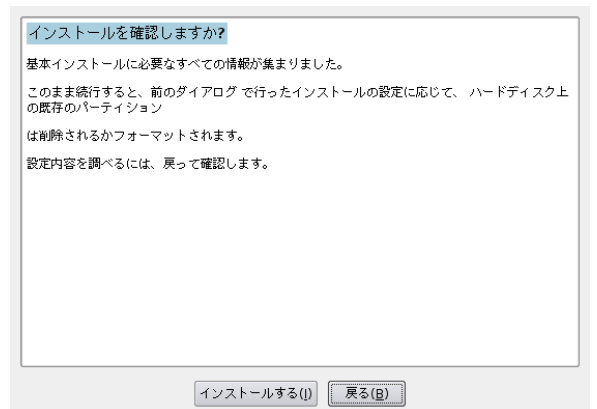 インストールを確認しますか?
基本インストールに必要なすべての情報が集まりました。
このまま続行すると、前のダイアログ で行ったインストールの設定に応じて、 ハードディスク上
の既存のパーティション
は削除されるかフォーマットされます。
設定内容を調べるには、戻って確認します。
インストールする(I) 戻る(B)